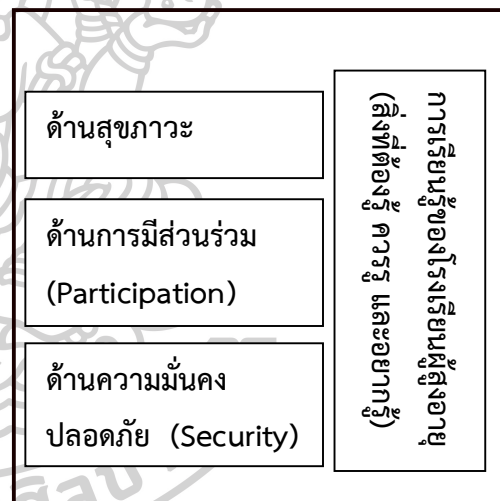 ด้านสุขภาวะ
ด้านการมีส่วนร่วม
(Participation)
ด้านความมั่นคง
ปลอดภัย (Security)
การเรียนรู้ของโรงเรียนผู้สูงอายุ
(สิ่งที่ต้องรู้ ควรรู้ และอยากรู้)